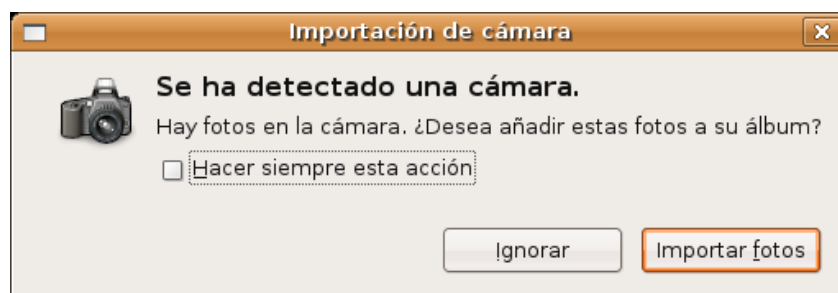 Importación de cámara
Se ha detectado una cámara.
Hay fotos en la cámara. ¿Desea añadir estas fotos a su álbum?
Hacer siempre esta acción
Ignorar
Importar fotos